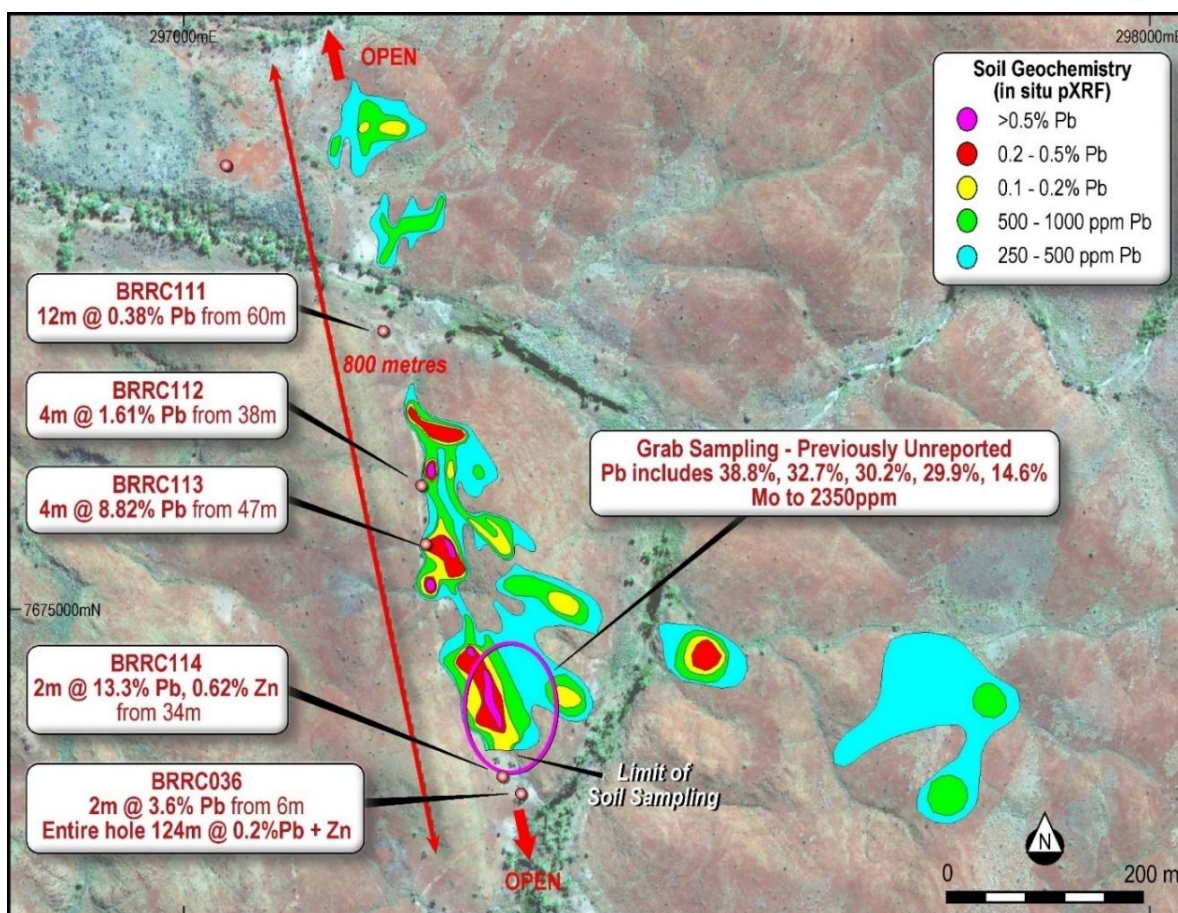 297000mE
298000mE
OPEN
Soil Geochemistry
(in situ pXRF)
>0.5% Pb
0.2 - 0.5% Pb
0.1 - 0.2% Pb
500 - 1000 ppm Pb
250 - 500 ppm Pb
BRRC111
12m @ 0.38% Pb from 60m
800 metres
BRRC112
4m @ 1.61% Pb from 38m
Grab Sampling - Previously Unreported
Pb includes 38.8%, 32.7%, 30.2%, 29.9%, 14.6%
Mo to 2350ppm
BRRC113
4m @ 8.82% Pb from 47m
7675000mN
BRRC114
2m @ 13.3% Pb, 0.62% Zn
from 34m
Limit of
Soil Sampling
BRRC036
2m @ 3.6% Pb from 6m
Entire hole 124m @ 0.2%Pb + Zn
OPEN
N
0 200 m